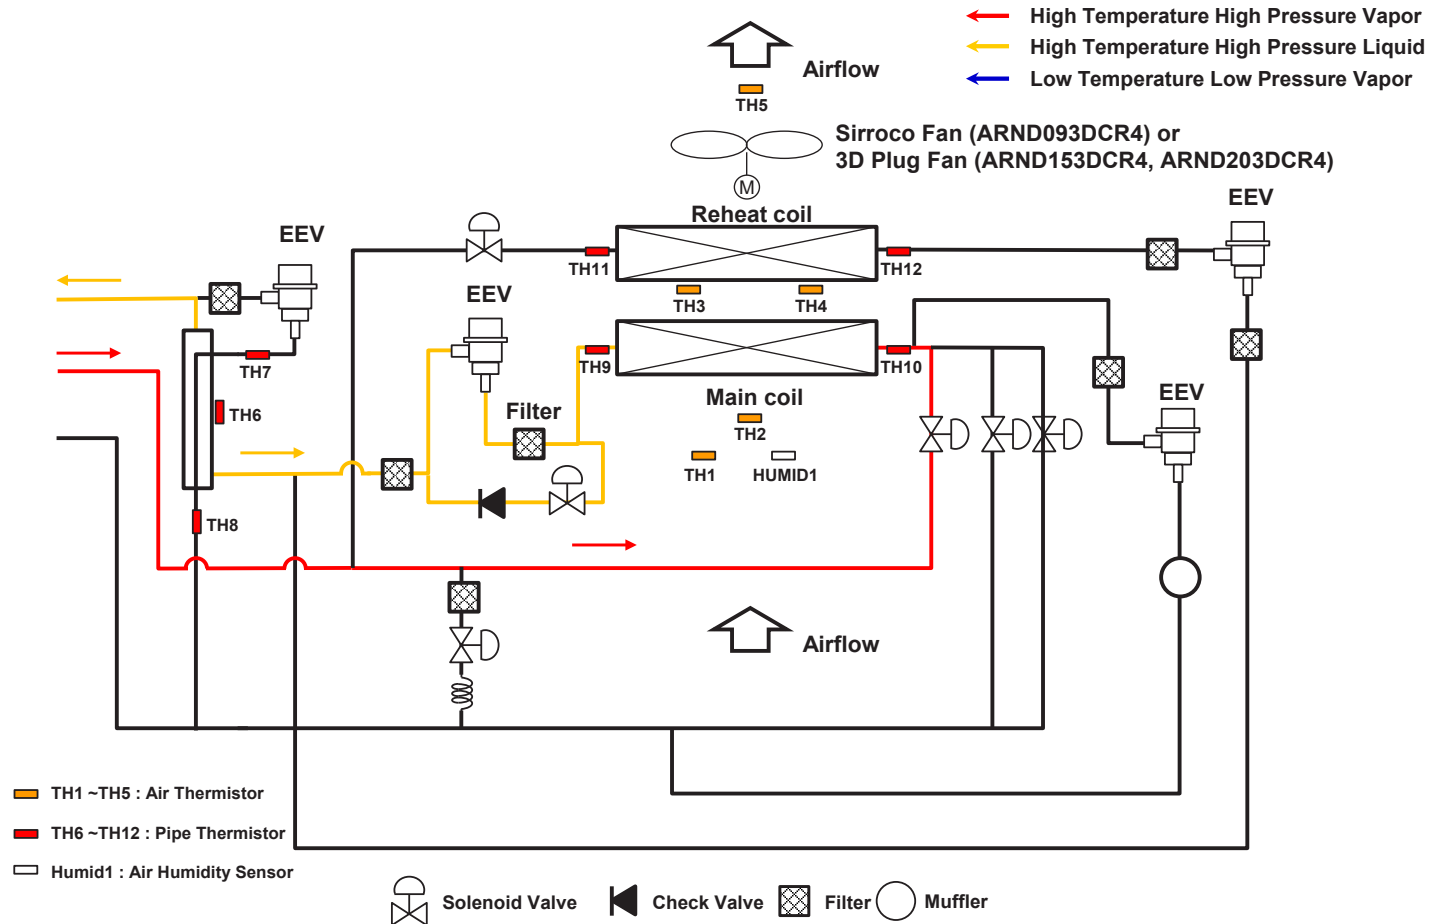 High Temperature High Pressure Vapor
High Temperature High Pressure Liquid
Low Temperature Low Pressure Vapor
Airflow
TH5
Sirroco Fan (ARND093DCR4) or
3D Plug Fan (ARND153DCR4, ARND203DCR4)
M
EEV
Reheat coil
EEV
TH11
TH12
EEV
TH3
TH4
TH7
TH9
TH10
Main coil
EEV
TH6
Filter
TH2
TH1
HUMID1
TH8
Airflow
TH1 ~TH5 : Air Thermistor
TH6 ~TH12 : Pipe Thermistor
Humid1 : Air Humidity Sensor
Solenoid Valve
Check Valve
Filter
Muffler